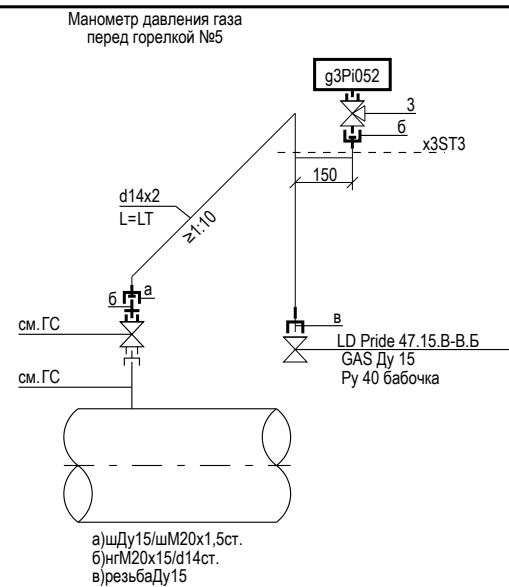 Манометр давления газа
перед горелкой №5
g3Pi052
3
б
x3ST3
150
d14x2
L=LT
≥1:10
а
б
см.ГС
в
LD Pride 47.15.В-В.Б
GAS Ду 15
Ру 40 бабочка
см.ГС
а)шДу15/шМ20х1,5ст.
б)нгМ20х15/d14ст.
в)резьбаДу15